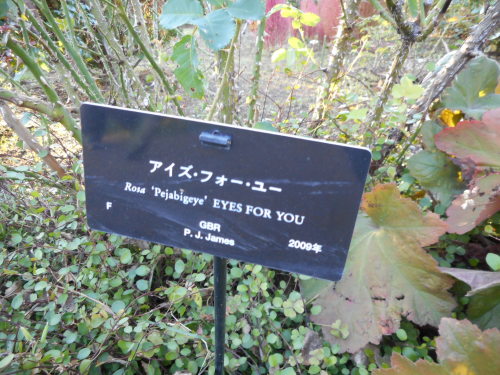 アイズ・フォー・ユー
Rosa 'Pejabigeye' EYES FOR YOU
F
GBR
P. J. James 2009年